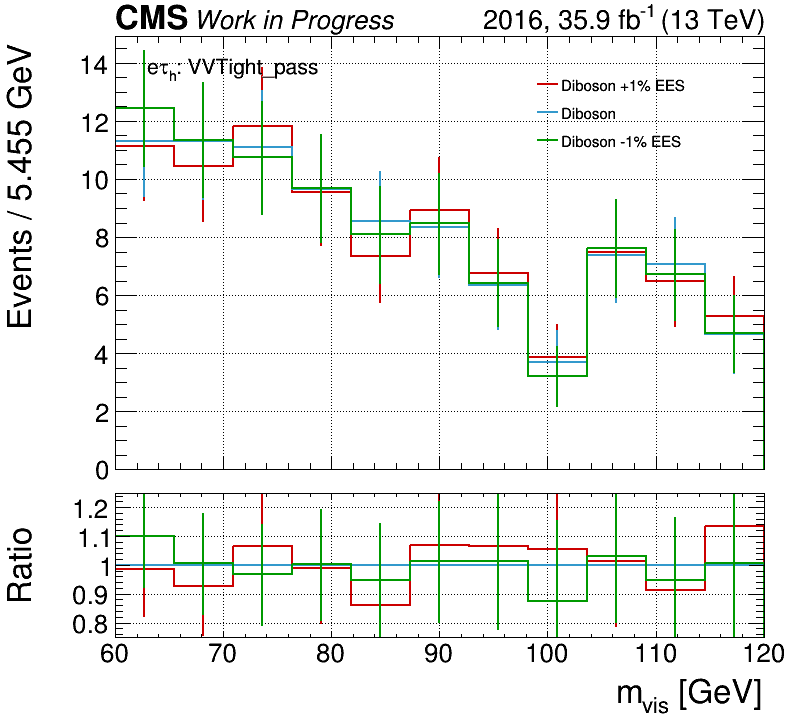 CMS Work in Progress 2016, 35.9 fb⁻¹ (13 TeV)
eτₕ: VVTight_pass
Diboson +1% EES
Diboson
Diboson -1% EES
Events / 5.455 GeV
14
12
10
8
6
4
2
0
Ratio
1.2
1.1
1
0.9
0.8
60 70 80 90 100 110 120
m_vis [GeV]